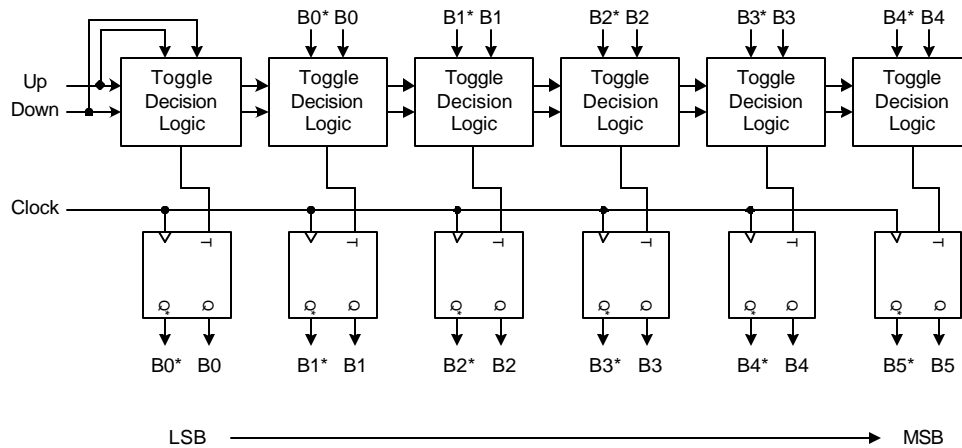 B0* B0 B1* B1 B2* B2 B3* B3 B4* B4
Up
Down
Toggle Decision Logic
Toggle Decision Logic
Toggle Decision Logic
Toggle Decision Logic
Toggle Decision Logic
Toggle Decision Logic
Clock
T T T T T T
Q* Q Q* Q Q* Q Q* Q Q* Q Q* Q
B0* B0 B1* B1 B2* B2 B3* B3 B4* B4 B5* B5
LSB MSB